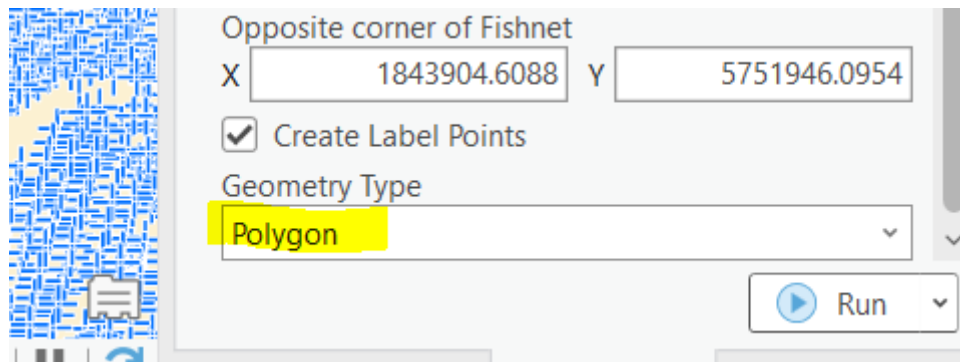 Opposite corner of Fishnet
X 1843904.6088 Y 5751946.0954
Create Label Points
Geometry Type
Polygon
Run